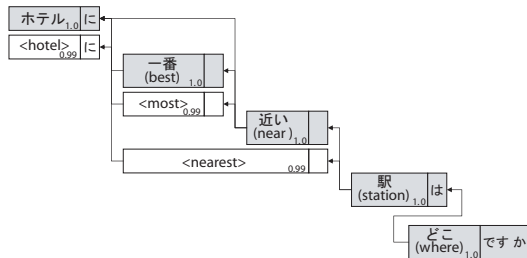 ホテル 1.0 に
<hotel> 0.99 に
一番
(best) 1.0
<most> 0.99
近い
(near) 1.0
<nearest> 0.99
駅
(station) 1.0 は
どこ
(where) 1.0 ですか